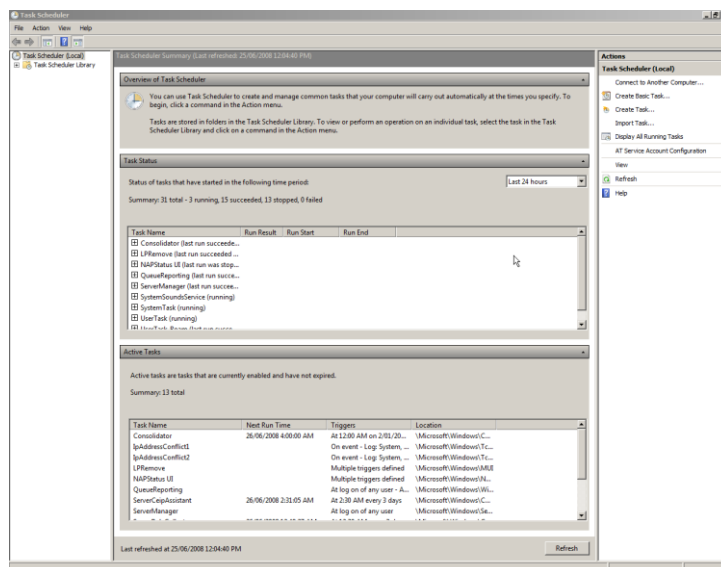 Task Scheduler
File Action View Help
Task Scheduler (Local)
Task Scheduler Library
Task Scheduler Summary (Last refreshed: 25/06/2008 12:04:40 PM)
Overview of Task Scheduler
You can use Task Scheduler to create and manage common tasks that your computer will carry out automatically at the times you specify. To
begin, click a command in the Action menu.
Tasks are stored in folders in the Task Scheduler Library. To view or perform an operation on an individual task, select the task in the Task
Scheduler Library and click on a command in the Action menu.
Task Status
Status of tasks that have started in the following time period:
Last 24 hours
Summary: 31 total - 3 running, 15 succeeded, 13 stopped, 0 failed
Task Name Run Result Run Start Run End
Consolidator (last run succeede...
LPRemove (last run succeeded ...
NAPStatus UI (last run was stop...
QueueReporting (last run succe...
ServerManager (last run succee...
SystemSoundsService (running)
SystemTask (running)
UserTask (running)
Active Tasks
Active tasks are tasks that are currently enabled and have not expired.
Summary: 13 total
Task Name Next Run Time Triggers Location
Consolidator 26/06/2008 4:00:00 AM At 12:00 AM on 2/01/20... \Microsoft\Windows\C...
IpAddressConflict1 On event - Log: System, ... \Microsoft\Windows\Tc...
IpAddressConflict2 On event - Log: System, ... \Microsoft\Windows\Tc...
LPRemove Multiple triggers defined \Microsoft\Windows\MUI
NAPStatus UI Multiple triggers defined \Microsoft\Windows\N...
QueueReporting At log on of any user - A... \Microsoft\Windows\Wi...
ServerCeipAssistant 26/06/2008 2:31:05 AM At 2:30 AM every 3 days \Microsoft\Windows\C...
ServerManager At log on of any user \Microsoft\Windows\Se...
Last refreshed at 25/06/2008 12:04:40 PM
Refresh
Actions
Task Scheduler (Local)
Connect to Another Computer...
Create Basic Task...
Create Task...
Import Task...
Display All Running Tasks
AT Service Account Configuration
View
Refresh
Help